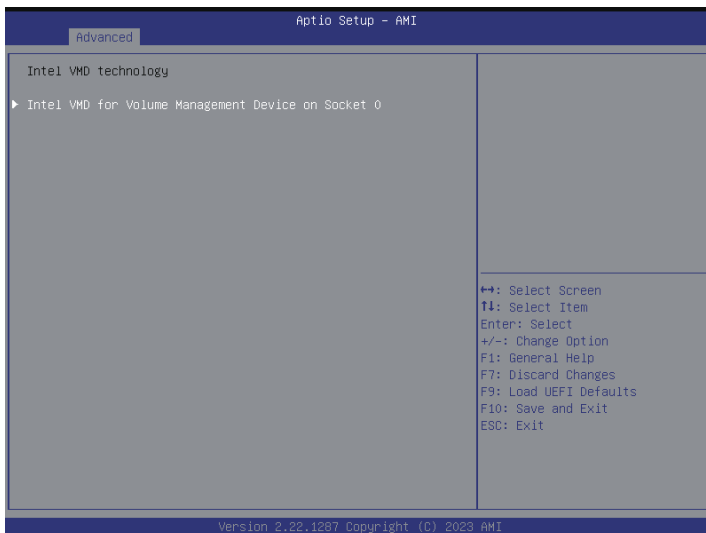 Aptio Setup – AMI
Advanced
Intel VMD technology
▶ Intel VMD for Volume Management Device on Socket 0
↔: Select Screen
↑↓: Select Item
Enter: Select
+/-: Change Option
F1: General Help
F7: Discard Changes
F9: Load UEFI Defaults
F10: Save and Exit
ESC: Exit
Version 2.22.1287 Copyright (C) 2023 AMI